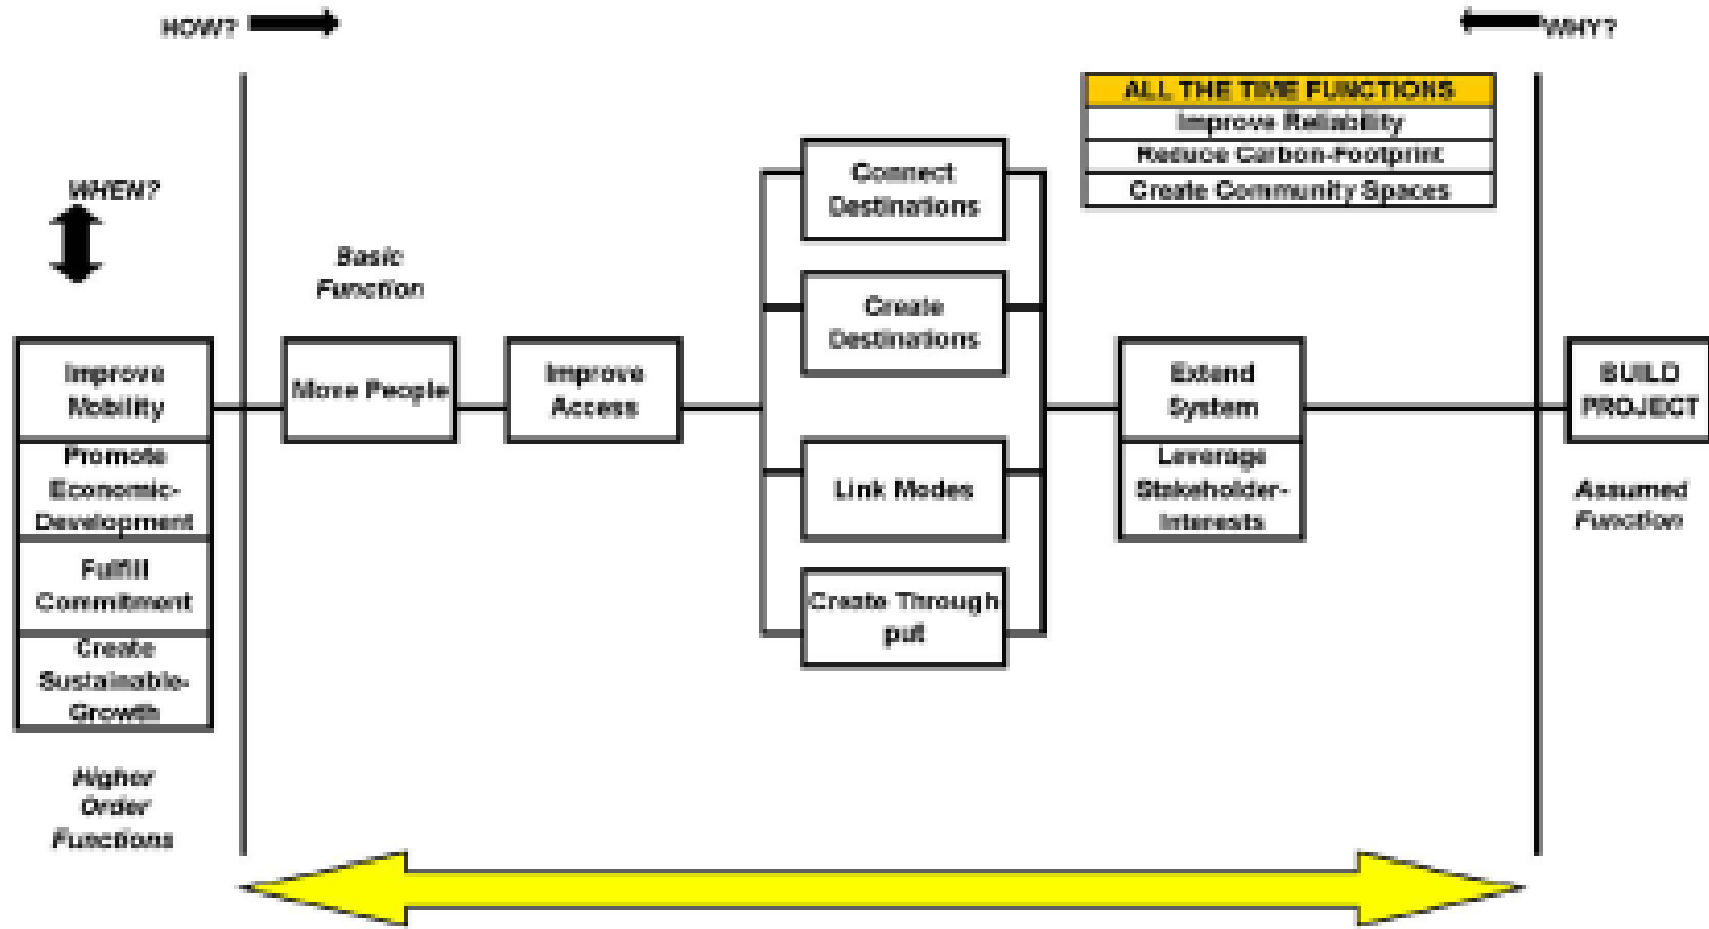 HOW?
WHY?
ALL THE TIME FUNCTIONS
Improve Reliability
Reduce Carbon-Footprint
Create Community Spaces
WHEN?
Connect
Destinations
Basic
Function
Create
Destinations
Improve
Mobility
Move People
Improve
Access
Extend
System
BUILD
PROJECT
Promote
Economic-
Development
Link Modes
Leverage
Stakeholder-
Interests
Assumed
Function
Fulfill
Commitment
Create Through-
put
Create
Sustainable-
Growth
Higher
Order
Functions